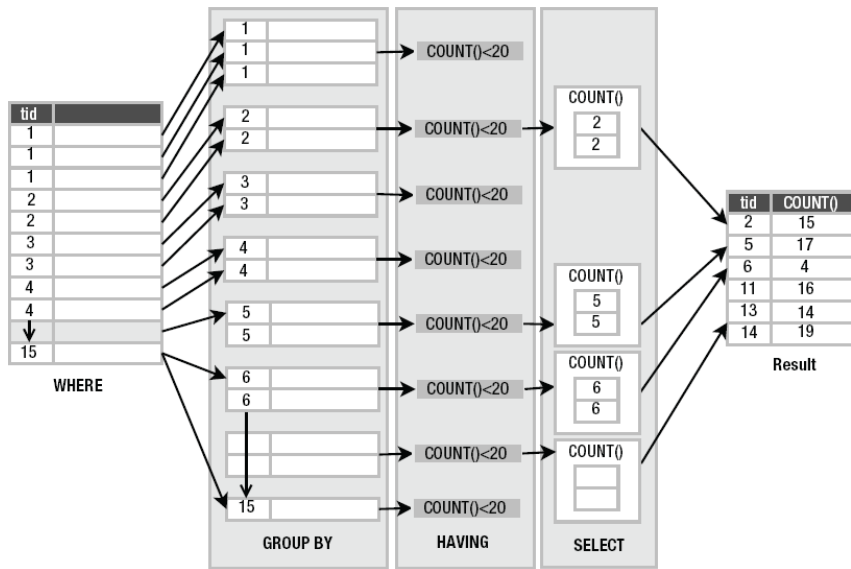 tid
1
1
1
2
2
3
3
4
4
15
WHERE
1
1
1
2
2
3
3
4
4
5
5
6
6
15
GROUP BY
COUNT()<20
COUNT()<20
COUNT()<20
COUNT()<20
COUNT()<20
COUNT()<20
COUNT()<20
COUNT()<20
HAVING
COUNT()
2
2
COUNT()
5
5
COUNT()
6
6
COUNT()
SELECT
tid COUNT()
2 15
5 17
6 4
11 16
13 14
14 19
Result